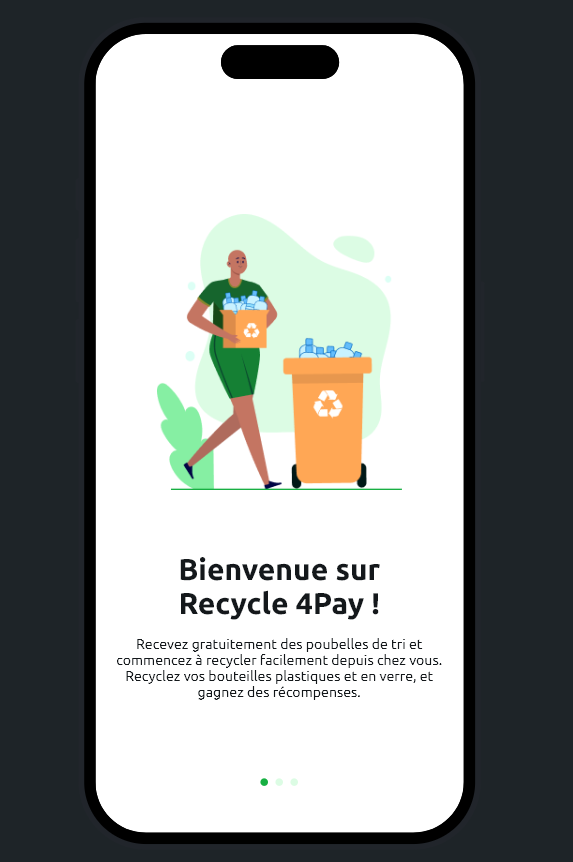 Bienvenue sur
Recycle 4Pay !
Recevez gratuitement des poubelles de tri et
commencez à recycler facilement depuis chez vous.
Recyclez vos bouteilles plastiques et en verre, et
gagnez des récompenses.